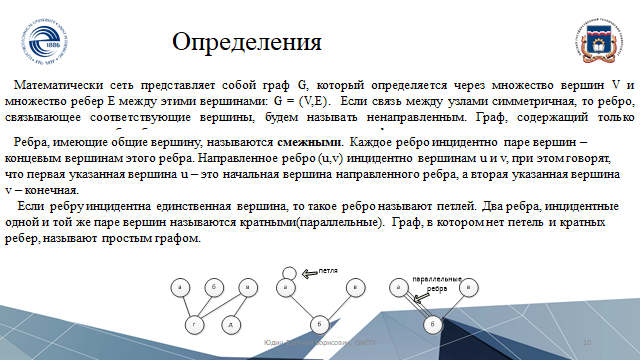 Определения
Математически сеть представляет собой граф G, который определяется через множество вершин V и
множество ребер E между этими вершинами: G = (V,E). Если связь между узлами симметричная, то ребро,
связывающее соответствующие вершины, будем называть ненаправленным. Граф, содержащий только
Ребра, имеющие общие вершину, называются смежными. Каждое ребро инцидентно паре вершин –
концевым вершинам этого ребра. Направленное ребро (u,v) инцидентно вершинам u и v, при этом говорят,
что первая указанная вершина u – это начальная вершина направленного ребра, а вторая указанная вершина
v – конечная.
Если ребру инцидентна единственная вершина, то такое ребро называют петлей. Два ребра, инцидентные
одной и той же паре вершин называются кратными(параллельные). Граф, в котором нет петель и кратных
ребер, называют простым графом.
петля
параллельные
ребра
а б в а в а в
г д б б
10
1886